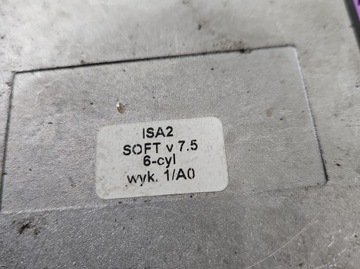 ISA2
SOFT v 7.5
6-cyl
wyk. 1/A0